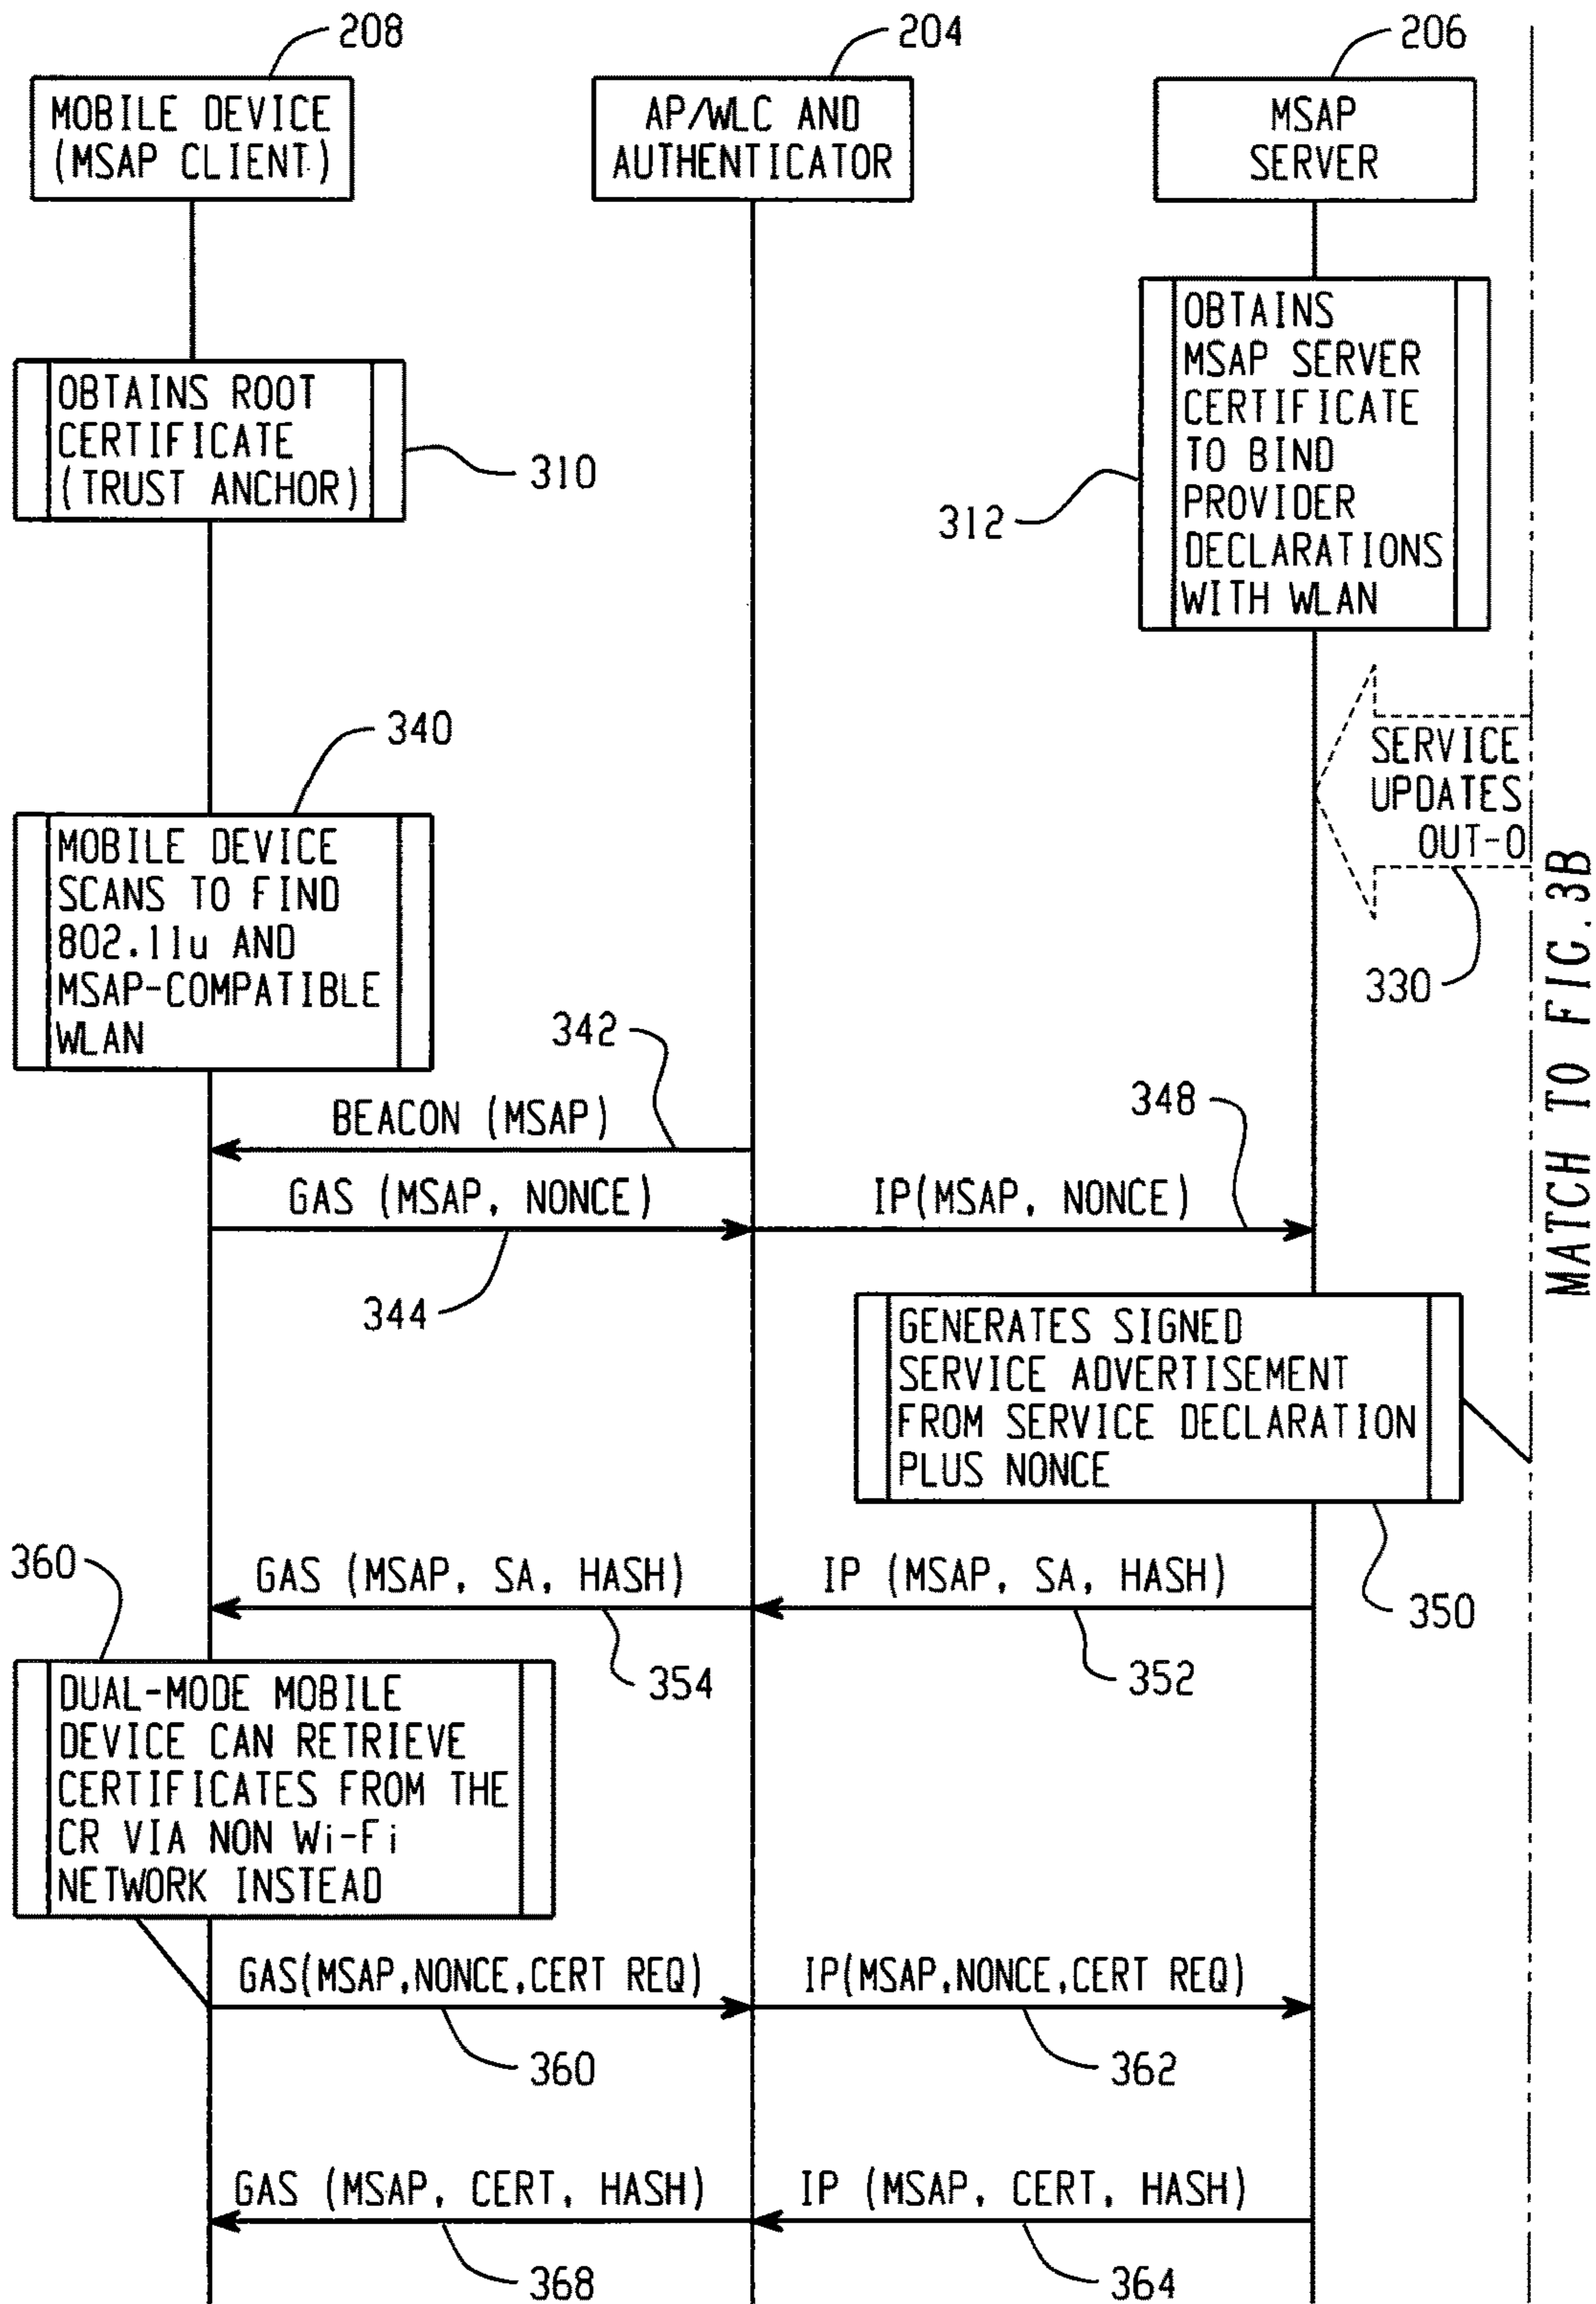 208
204
206
MOBILE DEVICE
(MSAP CLIENT)
AP/WLC AND
AUTHENTICATOR
MSAP
SERVER
OBTAINS
MSAP SERVER
CERTIFICATE
TO BIND
PROVIDER
DECLARATIONS
WITH WLAN
312
OBTAINS ROOT
CERTIFICATE
(TRUST ANCHOR)
310
SERVICE
UPDATES
OUT-O
330
340
MOBILE DEVICE
SCANS TO FIND
802.11u AND
MSAP-COMPATIBLE
WLAN
342
BEACON (MSAP)
348
GAS (MSAP, NONCE)
IP(MSAP, NONCE)
344
GENERATES SIGNED
SERVICE ADVERTISEMENT
FROM SERVICE DECLARATION
PLUS NONCE
350
360
GAS (MSAP, SA, HASH)
IP (MSAP, SA, HASH)
354
352
DUAL-MODE MOBILE
DEVICE CAN RETRIEVE
CERTIFICATES FROM THE
CR VIA NON Wi-Fi
NETWORK INSTEAD
GAS(MSAP,NONCE,CERT REQ)
IP(MSAP,NONCE,CERT REQ)
360
362
GAS (MSAP, CERT, HASH)
IP (MSAP, CERT, HASH)
368
364
MATCH TO FIG.3B